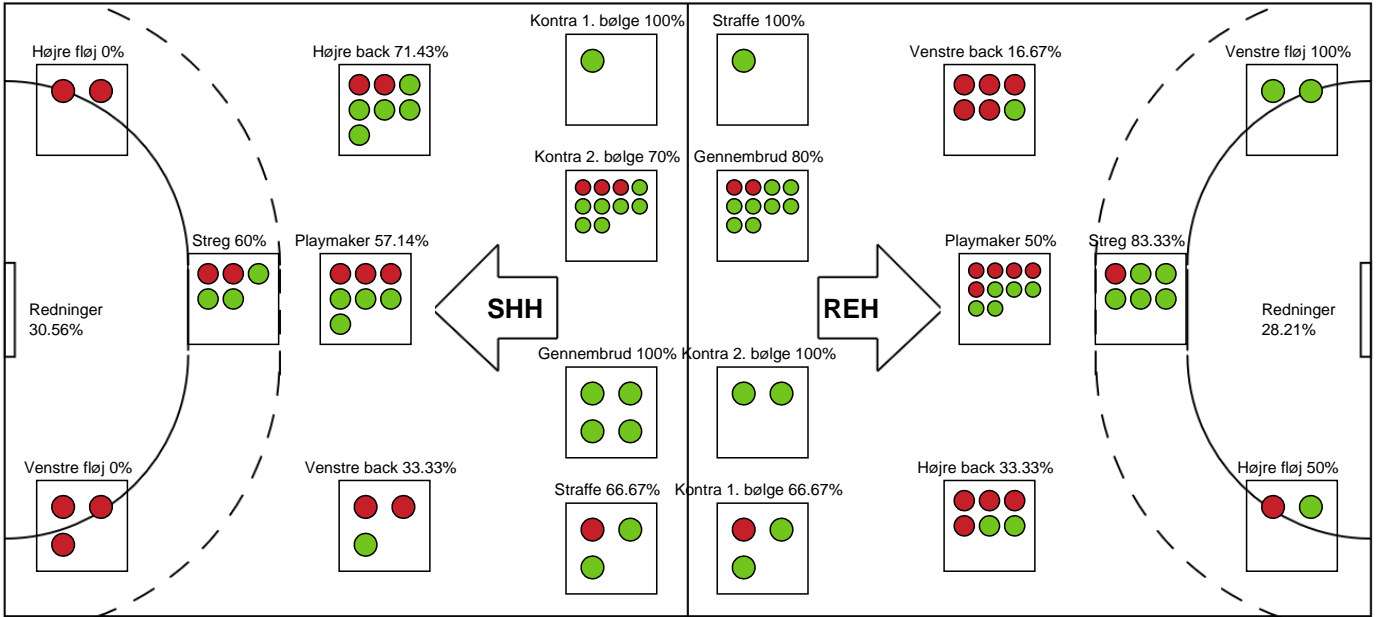 Kontra 1. bølge 100%
Straffe 100%
Højre fløj 0%
Højre back 71.43%
Venstre back 16.67%
Venstre fløj 100%
Kontra 2. bølge 70%
Gennembrud 80%
Streg 60%
Playmaker 57.14%
Playmaker 50%
Streg 83.33%
Redninger
30.56%
SHH
REH
Redninger
28.21%
Gennembrud 100%
Kontra 2. bølge 100%
Venstre fløj 0%
Venstre back 33.33%
Højre back 33.33%
Højre fløj 50%
Straffe 66.67%
Kontra 1. bølge 66.67%